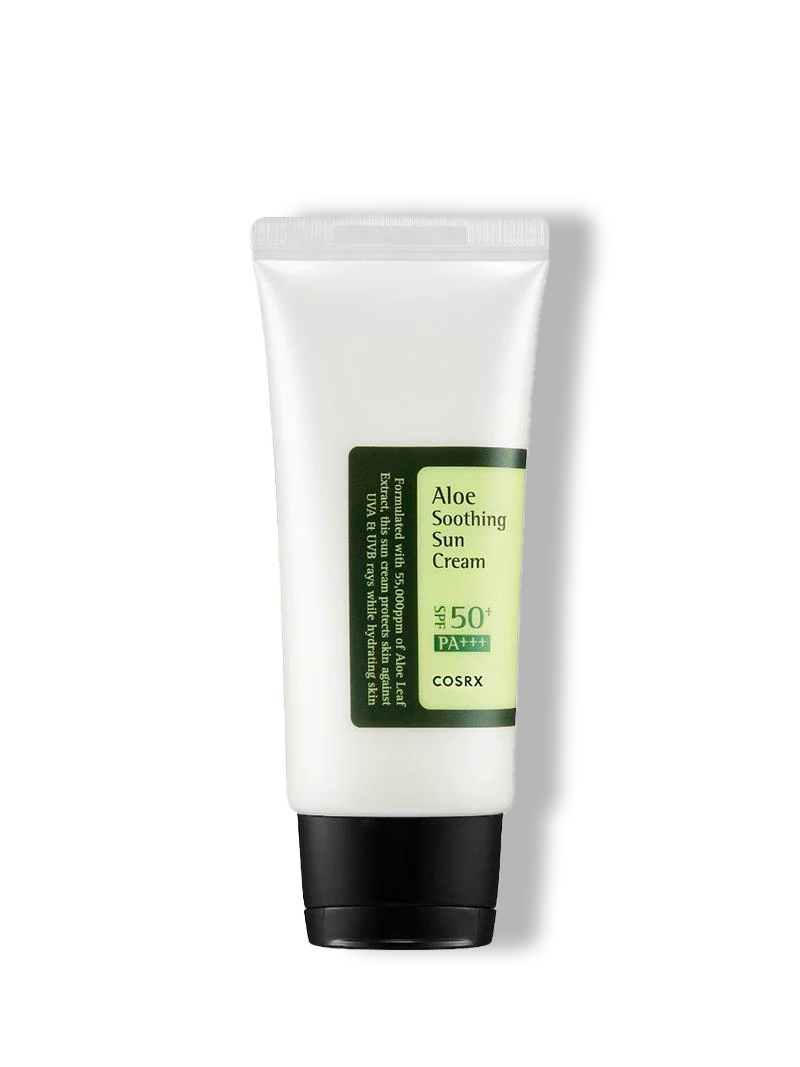 Aloe
Soothing
Sun
Cream
SPF 50+
PA+++
COSRX
Formulated with 55,000ppm of Aloe Leaf
Extract, this sun cream protects skin against
UVA & UVB rays while hydrating skin